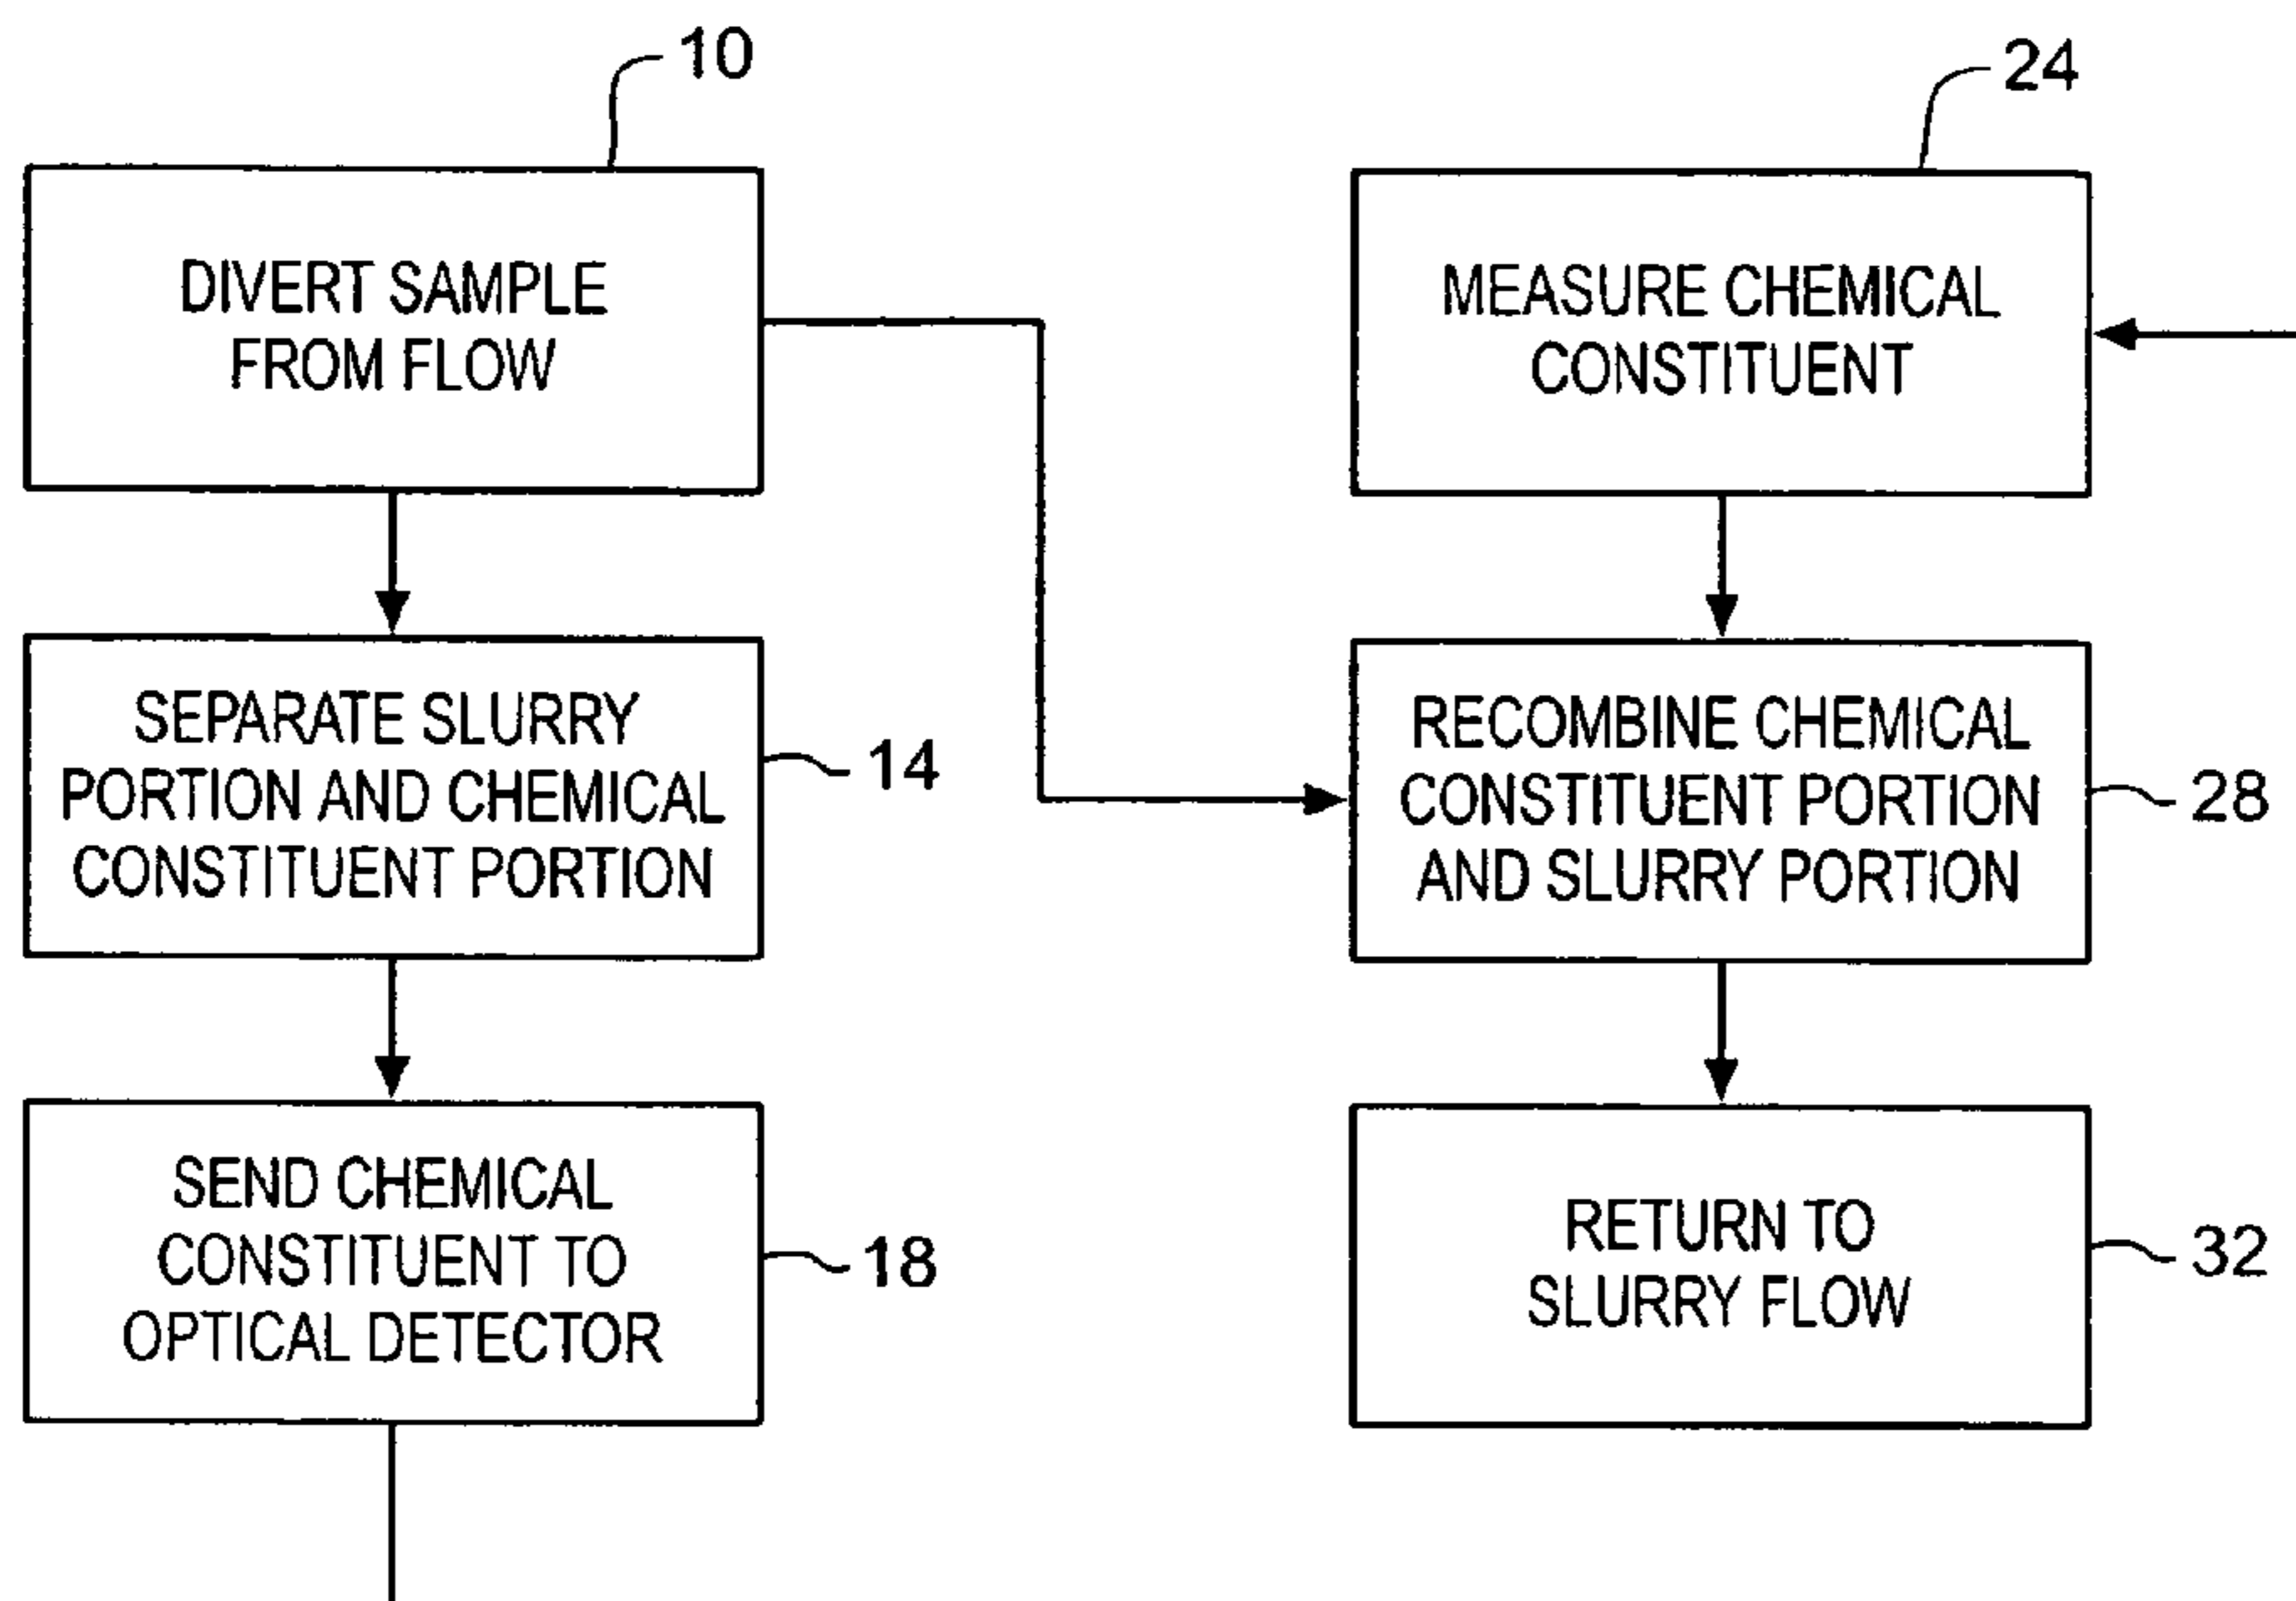 10
DIVERT SAMPLE
FROM FLOW
SEPARATE SLURRY
PORTION AND CHEMICAL
CONSTITUENT PORTION
14
SEND CHEMICAL
CONSTITUENT TO
OPTICAL DETECTOR
18
24
MEASURE CHEMICAL
CONSTITUENT
RECOMBINE CHEMICAL
CONSTITUENT PORTION
AND SLURRY PORTION
28
RETURN TO
SLURRY FLOW
32